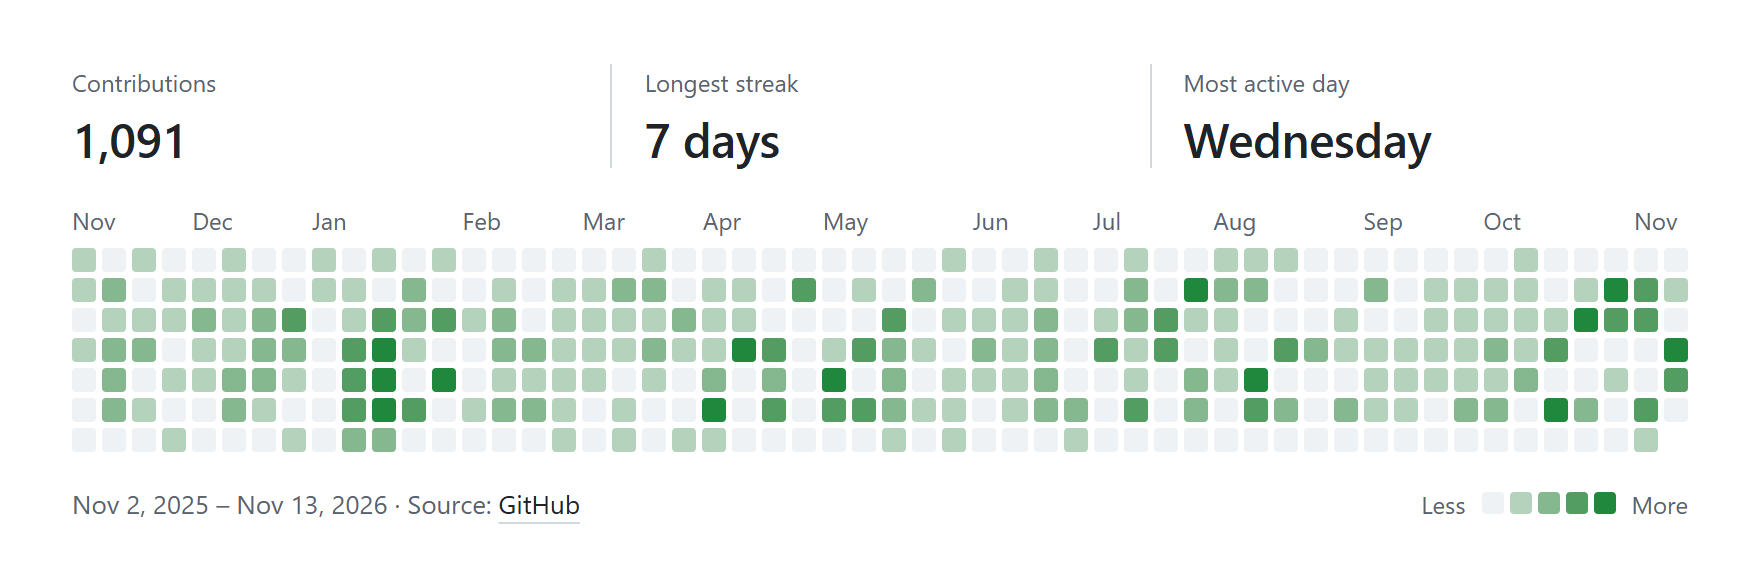 Contributions
1,091
Longest streak
7 days
Most active day
Wednesday
Nov Dec Jan Feb Mar Apr May Jun Jul Aug Sep Oct Nov
Nov 2, 2025 – Nov 13, 2026 · Source: GitHub
Less More